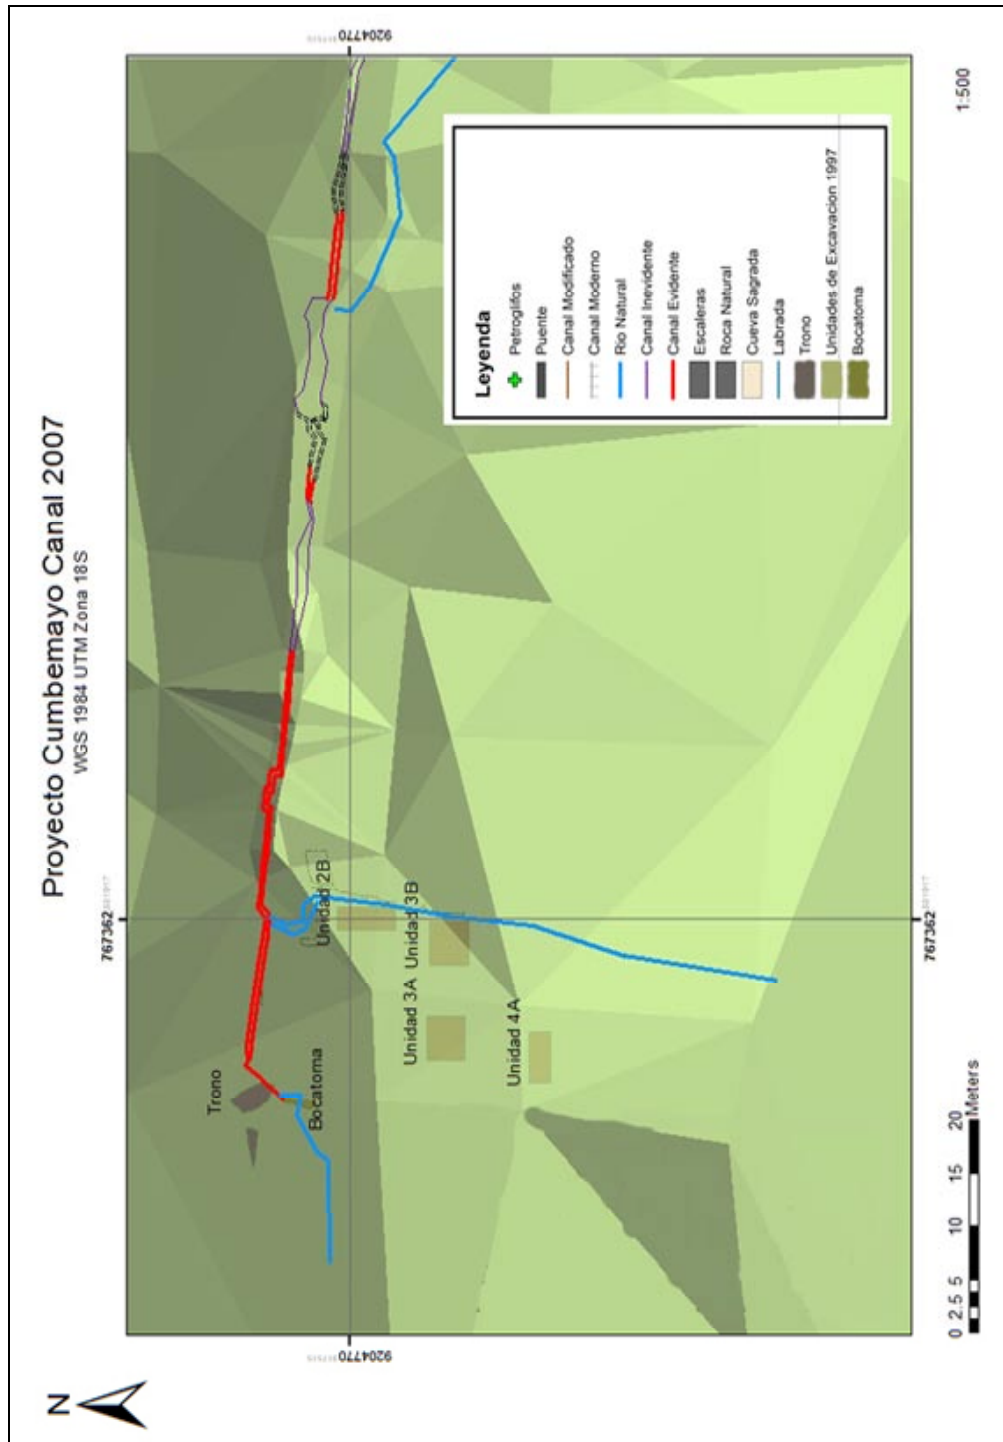 Proyecto Cumbemayo Canal 2007
WGS 1984 UTM Zona 18S
N
767362
9204770
9204770
767362
Trono
Bocatoma
Unidad 2B
Unidad 3A
Unidad 3B
Unidad 4A
Leyenda
Petroglifos
Puente
Canal Modificado
Canal Moderno
Rio Natural
Canal Inevidente
Canal Evidente
Escaleras
Roca Natural
Cueva Sagrada
Labrada
Trono
Unidades de Excavacion 1997
Bocatoma
0 2.5 5 10 15 20
Meters
1:500